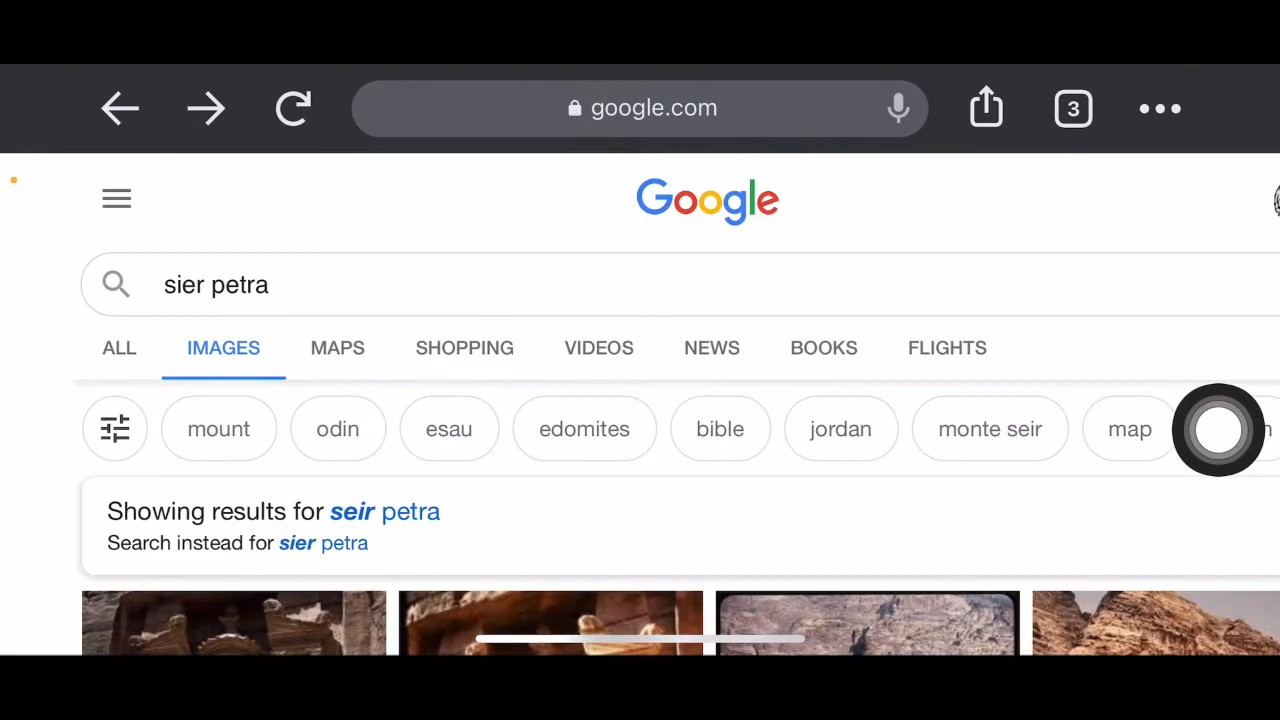 google.com
3
Google
sier petra
ALL IMAGES MAPS SHOPPING VIDEOS NEWS BOOKS FLIGHTS
mount odin esau edomites bible jordan monte seir map
Showing results for seir petra
Search instead for sier petra